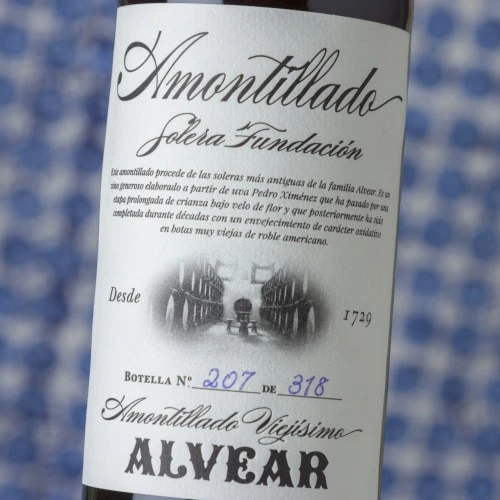 Amontillado
Solera Fundación
Este amontillado procede de las soleras más antiguas de la familia Alvear. Es un
vino generoso elaborado a partir de uva Pedro Ximénez que ha pasado por una
etapa prolongada de crianza bajo velo de flor y que posteriormente ha sido
completada durante décadas con un envejecimiento de carácter oxidativo
en botas muy viejas de roble americano.
Desde 1729
BOTELLA Nº 207 DE 318
Amontillado Viejísimo
ALVEAR